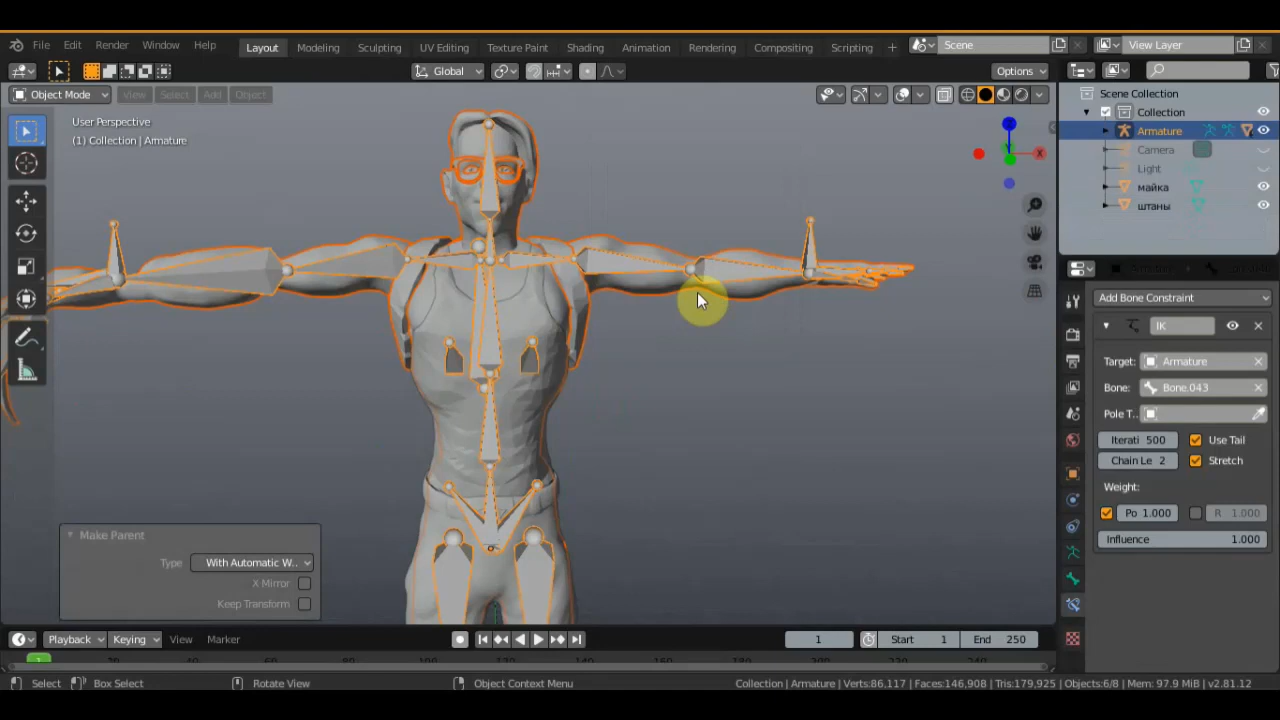 File Edit Render Window Help Layout Modeling Sculpting UV Editing Texture Paint Shading Animation Rendering Compositing Scripting + Scene View Layer
Global Options
Object Mode View Select Add Object
User Perspective
(1) Collection | Armature
Scene Collection
Collection
Armature
Camera
Light
майка
штаны
Add Bone Constraint
IK
Target: Armature
Bone: Bone.043
Pole T..
Iterati 500 Use Tail
Chain Le 2 Stretch
Weight:
Po 1.000 R 1.000
Influence 1.000
Make Parent
Type With Automatic W..
X Mirror
Keep Transform
Playback Keying View Marker 1 Start 1 End 250
1
Select Box Select Rotate View Object Context Menu Collection | Armature | Verts:86,117 | Faces:146,908 | Tris:179,925 | Objects:6/8 | Mem: 97.9 MiB | v2.81.12